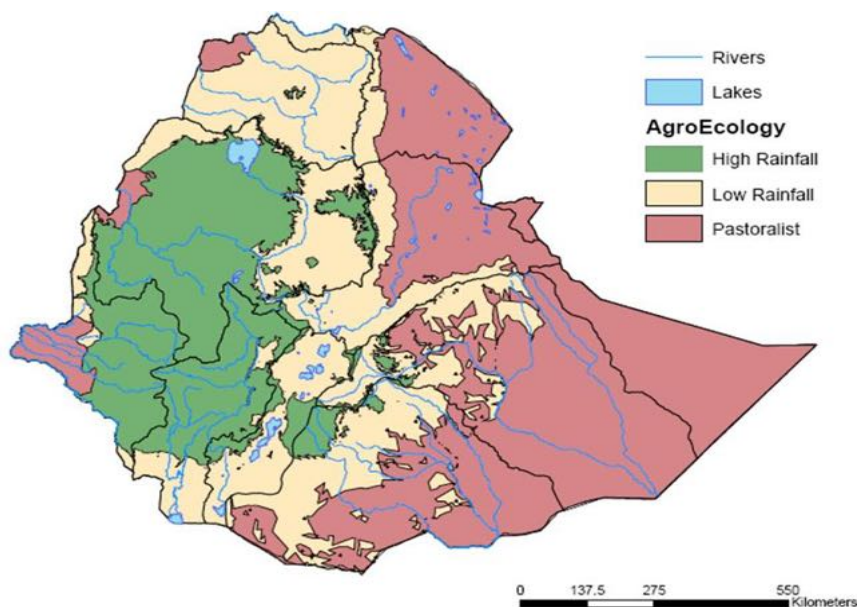 Rivers
Lakes
AgroEcology
High Rainfall
Low Rainfall
Pastoralist
0 137.5 275 550
Kilometers